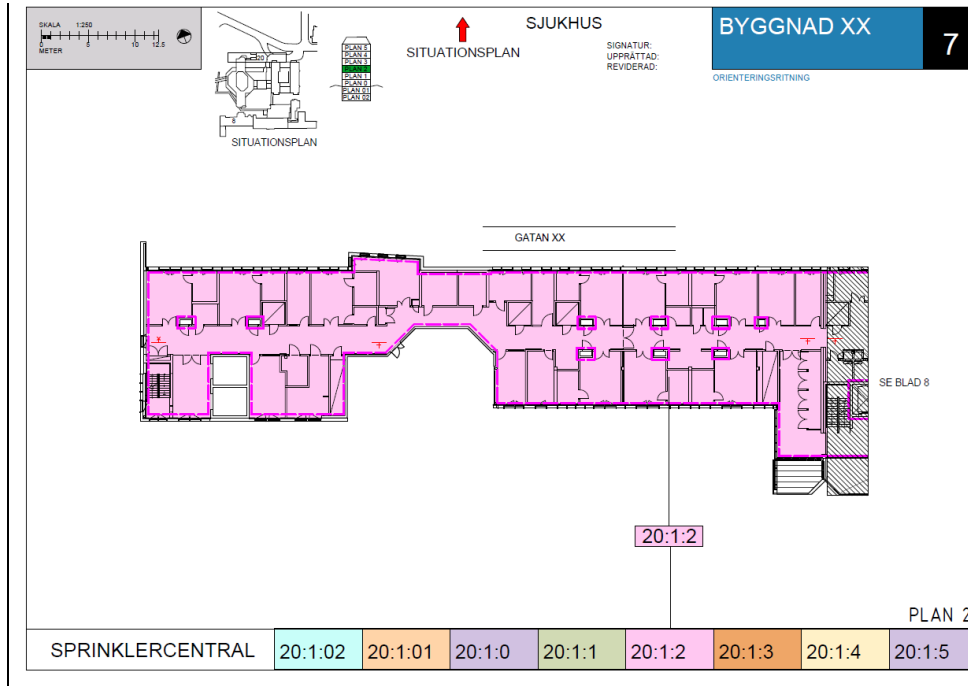 SKALA 1:250
0 5 10 12.5
METER
20
8
SITUATIONSPLAN
PLAN 5
PLAN 4
PLAN 3
PLAN 1
PLAN 0
PLAN 01
PLAN 02
SITUATIONSPLAN
SJUKHUS
SIGNATUR:
UPPRÄTTAD:
REVIDERAD:
BYGGNAD XX
7
ORIENTERINGSRITNING
GATAN XX
SE BLAD 8
20:1:2
PLAN 2
SPRINKLERCENTRAL 20:1:02 20:1:01 20:1:0 20:1:1 20:1:2 20:1:3 20:1:4 20:1:5